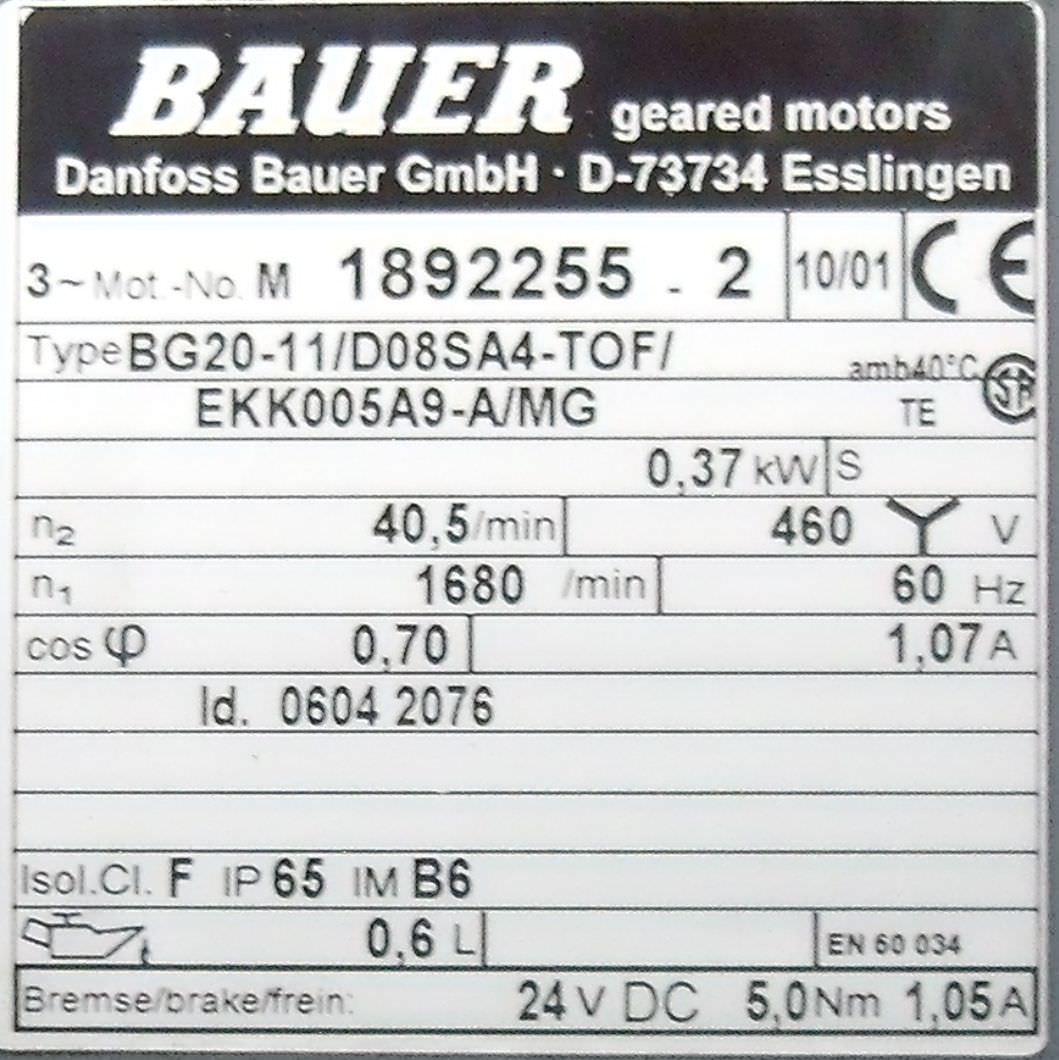 BAUER geared motors
Danfoss Bauer GmbH · D-73734 Esslingen
3~Mot.-No. M 1892255 - 2 10/01 CE
Type BG20-11/D08SA4-TOF/ amb40°C
EKK005A9-A/MG TE
0,37 kW S
n2 40,5/min 460 Y V
n1 1680 /min 60 Hz
cos φ 0,70 1,07 A
Id. 0604 2076
Isol.Cl. F IP 65 IM B6
0,6 L EN 60 034
Bremse/brake/frein: 24 V DC 5,0Nm 1,05 A